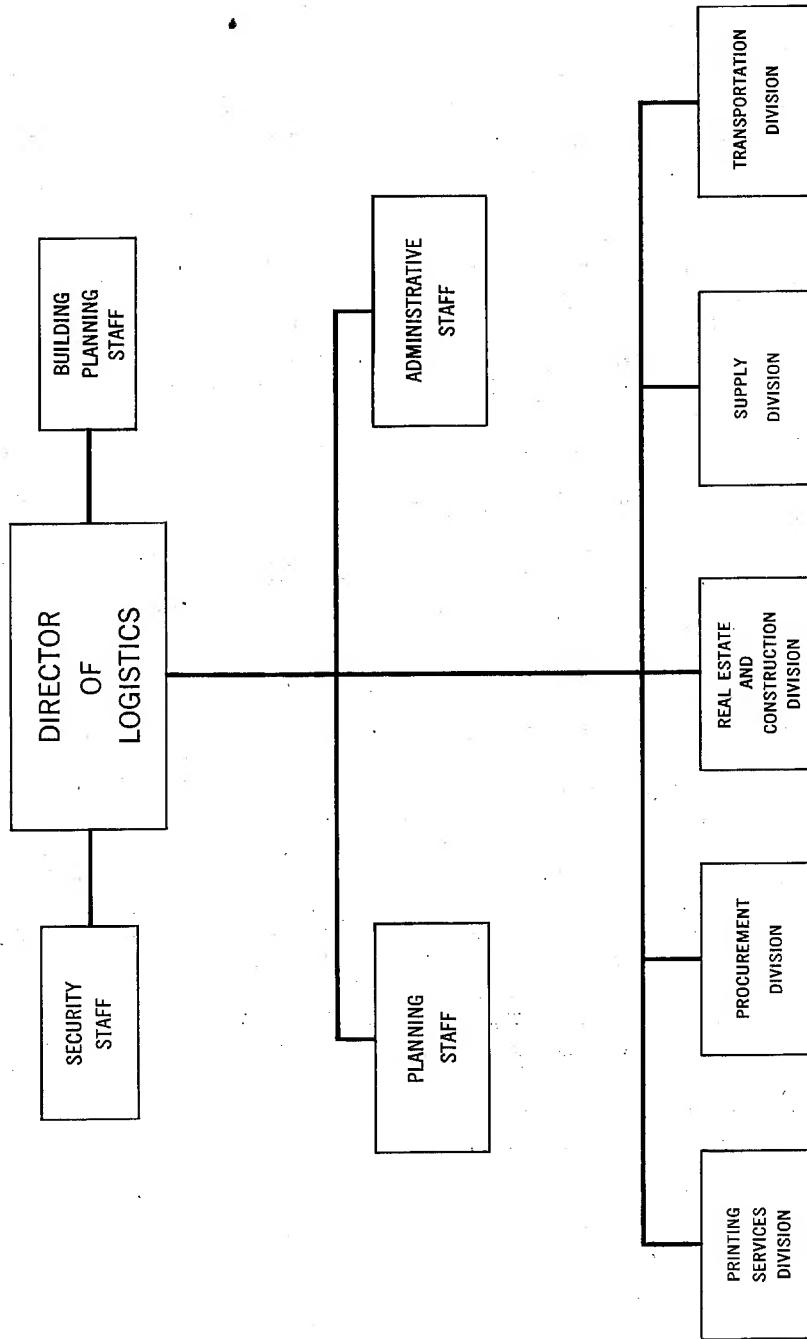 DIRECTOR
OF
LOGISTICS
SECURITY
STAFF
BUILDING
PLANNING
STAFF
PLANNING
STAFF
ADMINISTRATIVE
STAFF
PRINTING
SERVICES
DIVISION
PROCUREMENT
DIVISION
REAL ESTATE
AND
CONSTRUCTION
DIVISION
SUPPLY
DIVISION
TRANSPORTATION
DIVISION